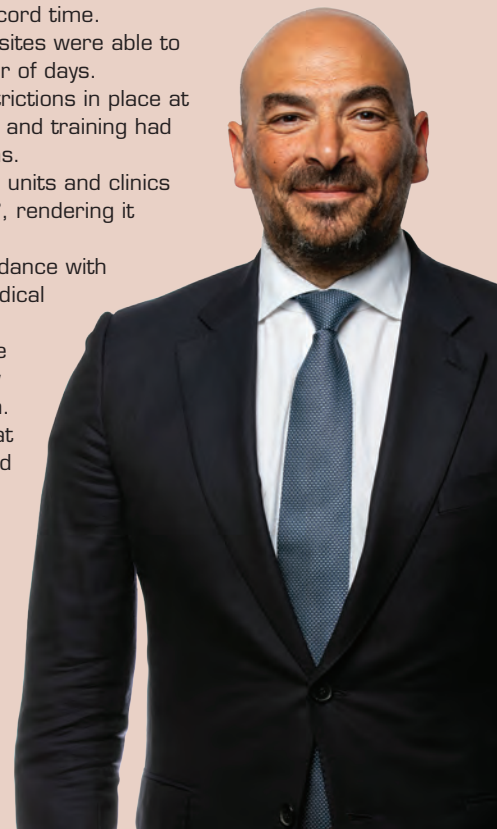 cord time.
sites were able to
r of days.
trictions in place at
and training had
s.
units and clinics
’, rendering it
dance with
dical
e
.
at
d